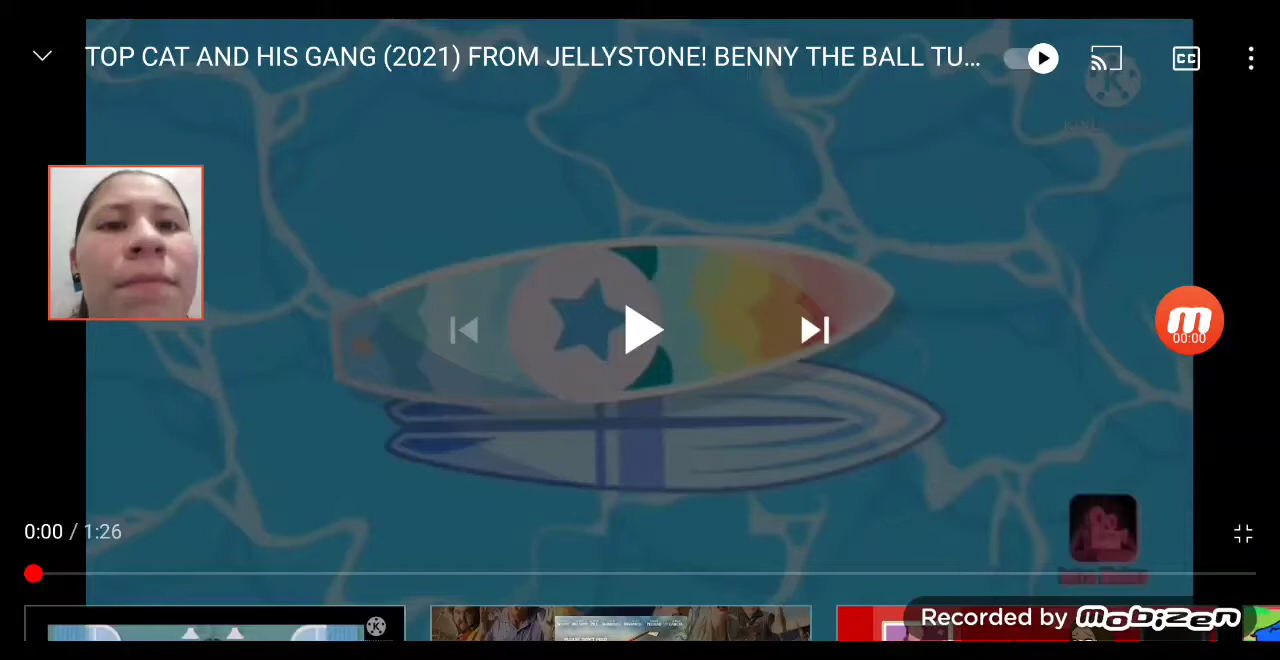 TOP CAT AND HIS GANG (2021) FROM JELLYSTONE! BENNY THE BALL TU...
CC
00:00
0:00 / 1:26
Recorded by mobizen